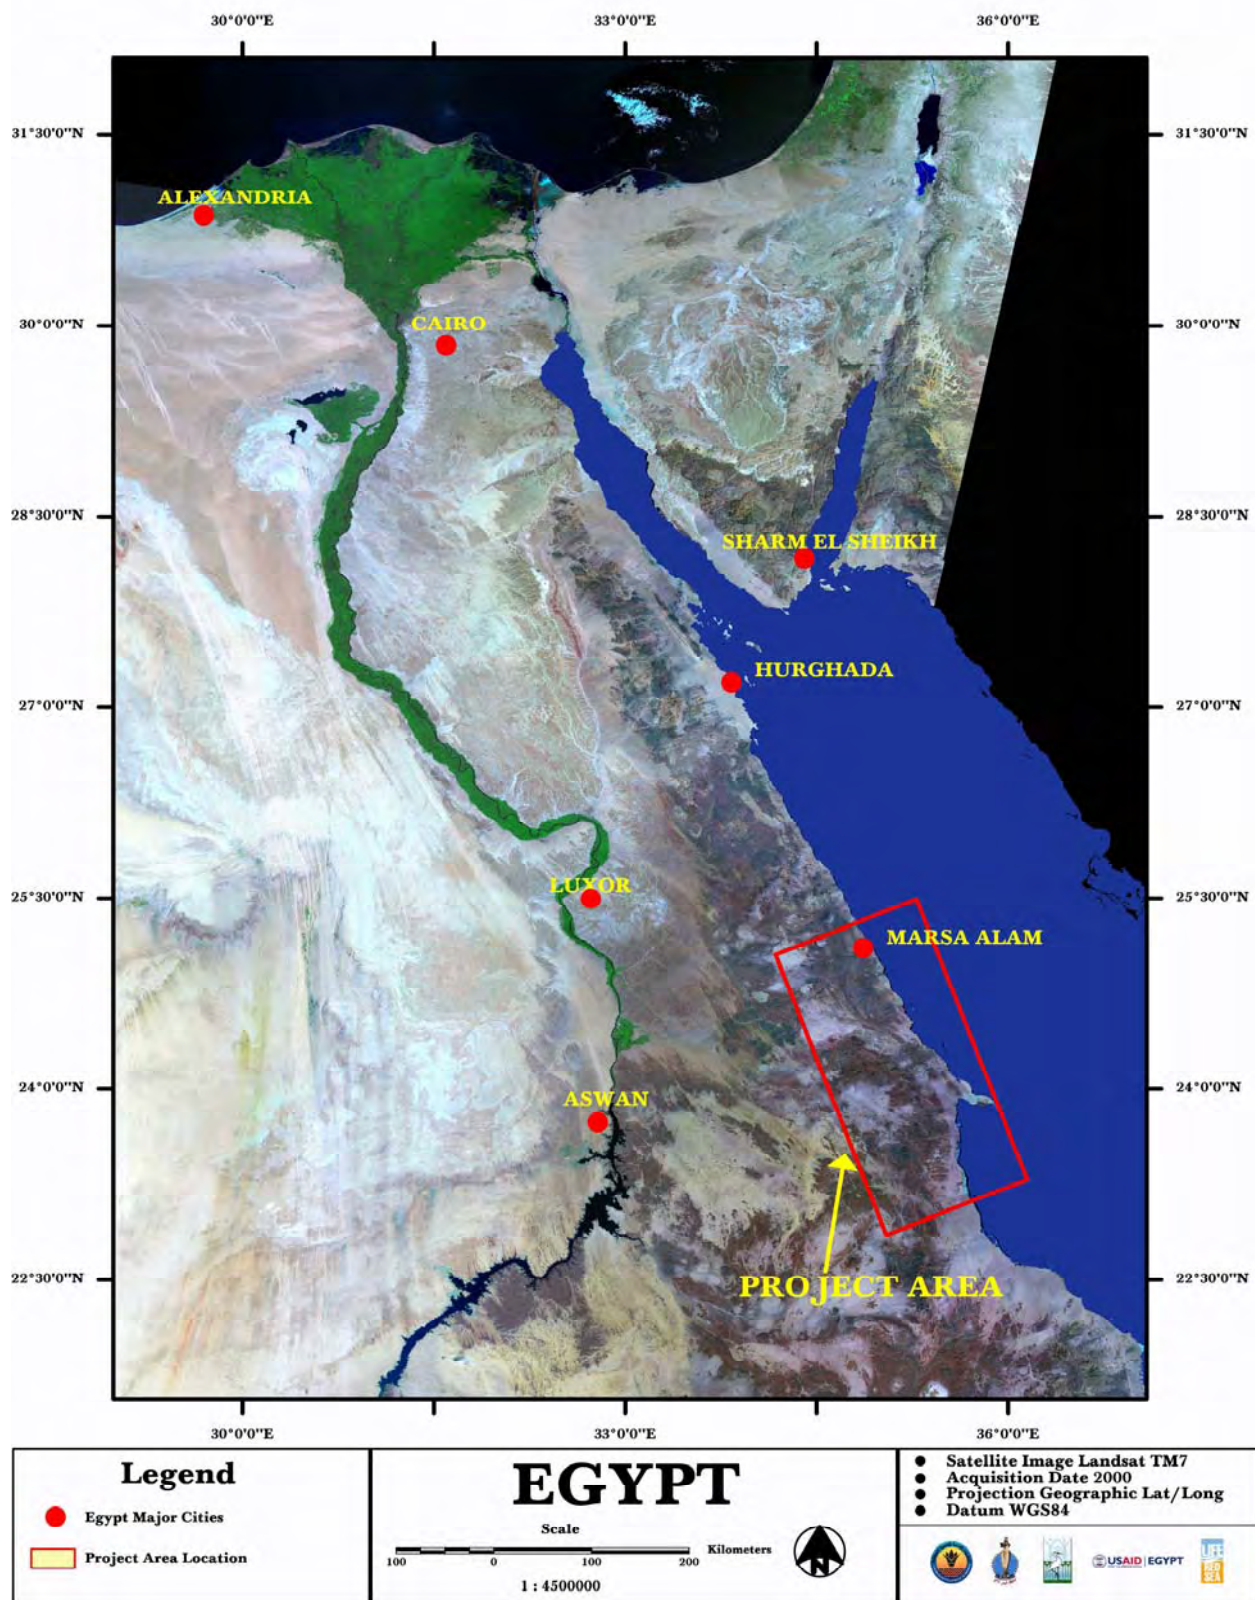 30°0'0"E 33°0'0"E 36°0'0"E
31°30'0"N 31°30'0"N
ALEXANDRIA
30°0'0"N 30°0'0"N
CAIRO
28°30'0"N 28°30'0"N
SHARM EL SHEIKH
HURGHADA
27°0'0"N 27°0'0"N
LUXOR
25°30'0"N 25°30'0"N
MARSA ALAM
24°0'0"N 24°0'0"N
ASWAN
22°30'0"N 22°30'0"N
PROJECT AREA
30°0'0"E 33°0'0"E 36°0'0"E
Legend
Egypt Major Cities
Project Area Location
EGYPT
Scale
100 0 100 200 Kilometers
1 : 4500000
N
Satellite Image Landsat TM7
Acquisition Date 2000
Projection Geographic Lat/Long
Datum WGS84
USAID | EGYPT
LIFE
RED
SEA